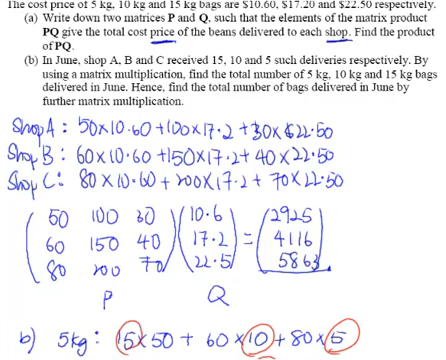 The cost price of 5 kg, 10 kg and 15 kg bags are $10.60, $17.20 and $22.50 respectively.
(a) Write down two matrices P and Q, such that the elements of the matrix product
PQ give the total cost price of the beans delivered to each shop. Find the product
of PQ.
(b) In June, shop A, B and C received 15, 10 and 5 such deliveries respectively. By
using a matrix multiplication, find the total number of 5 kg, 10 kg and 15 kg bags
delivered in June. Hence, find the total number of bags delivered in June by
further matrix multiplication.
Shop A : 50×10.60 + 100×17.2 + 30×$22.50
Shop B : 60×10.60 + 150×17.2 + 40×22.50
Shop C : 80×10.60 + 200×17.2 + 70×22.50
( 50 100 30 ) ( 10.6 ) = ( 2925 )
( 60 150 40 ) ( 17.2 ) ( 4116 )
( 80 200 70 ) ( 22.5 ) ( 5863 )
P Q
b) 5kg : 15×50 + 60×10 + 80×5